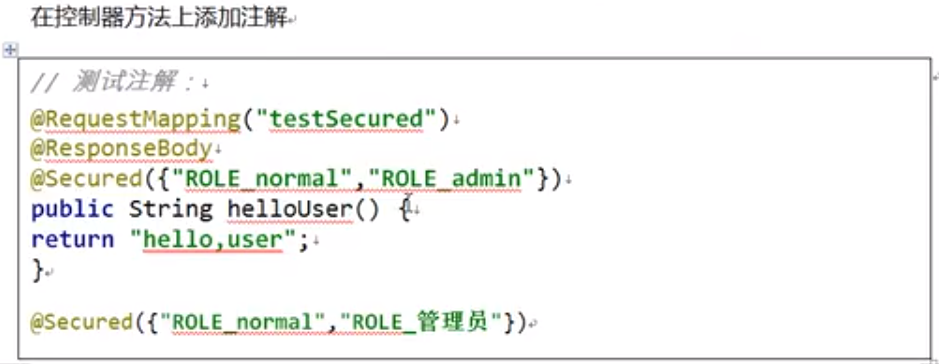 在控制器方法上添加注解
// 测试注解：
@RequestMapping("testSecured")
@ResponseBody
@Secured({"ROLE_normal","ROLE_admin"})
public String helloUser() {
return "hello,user";
}
@Secured({"ROLE_normal","ROLE_管理员"})